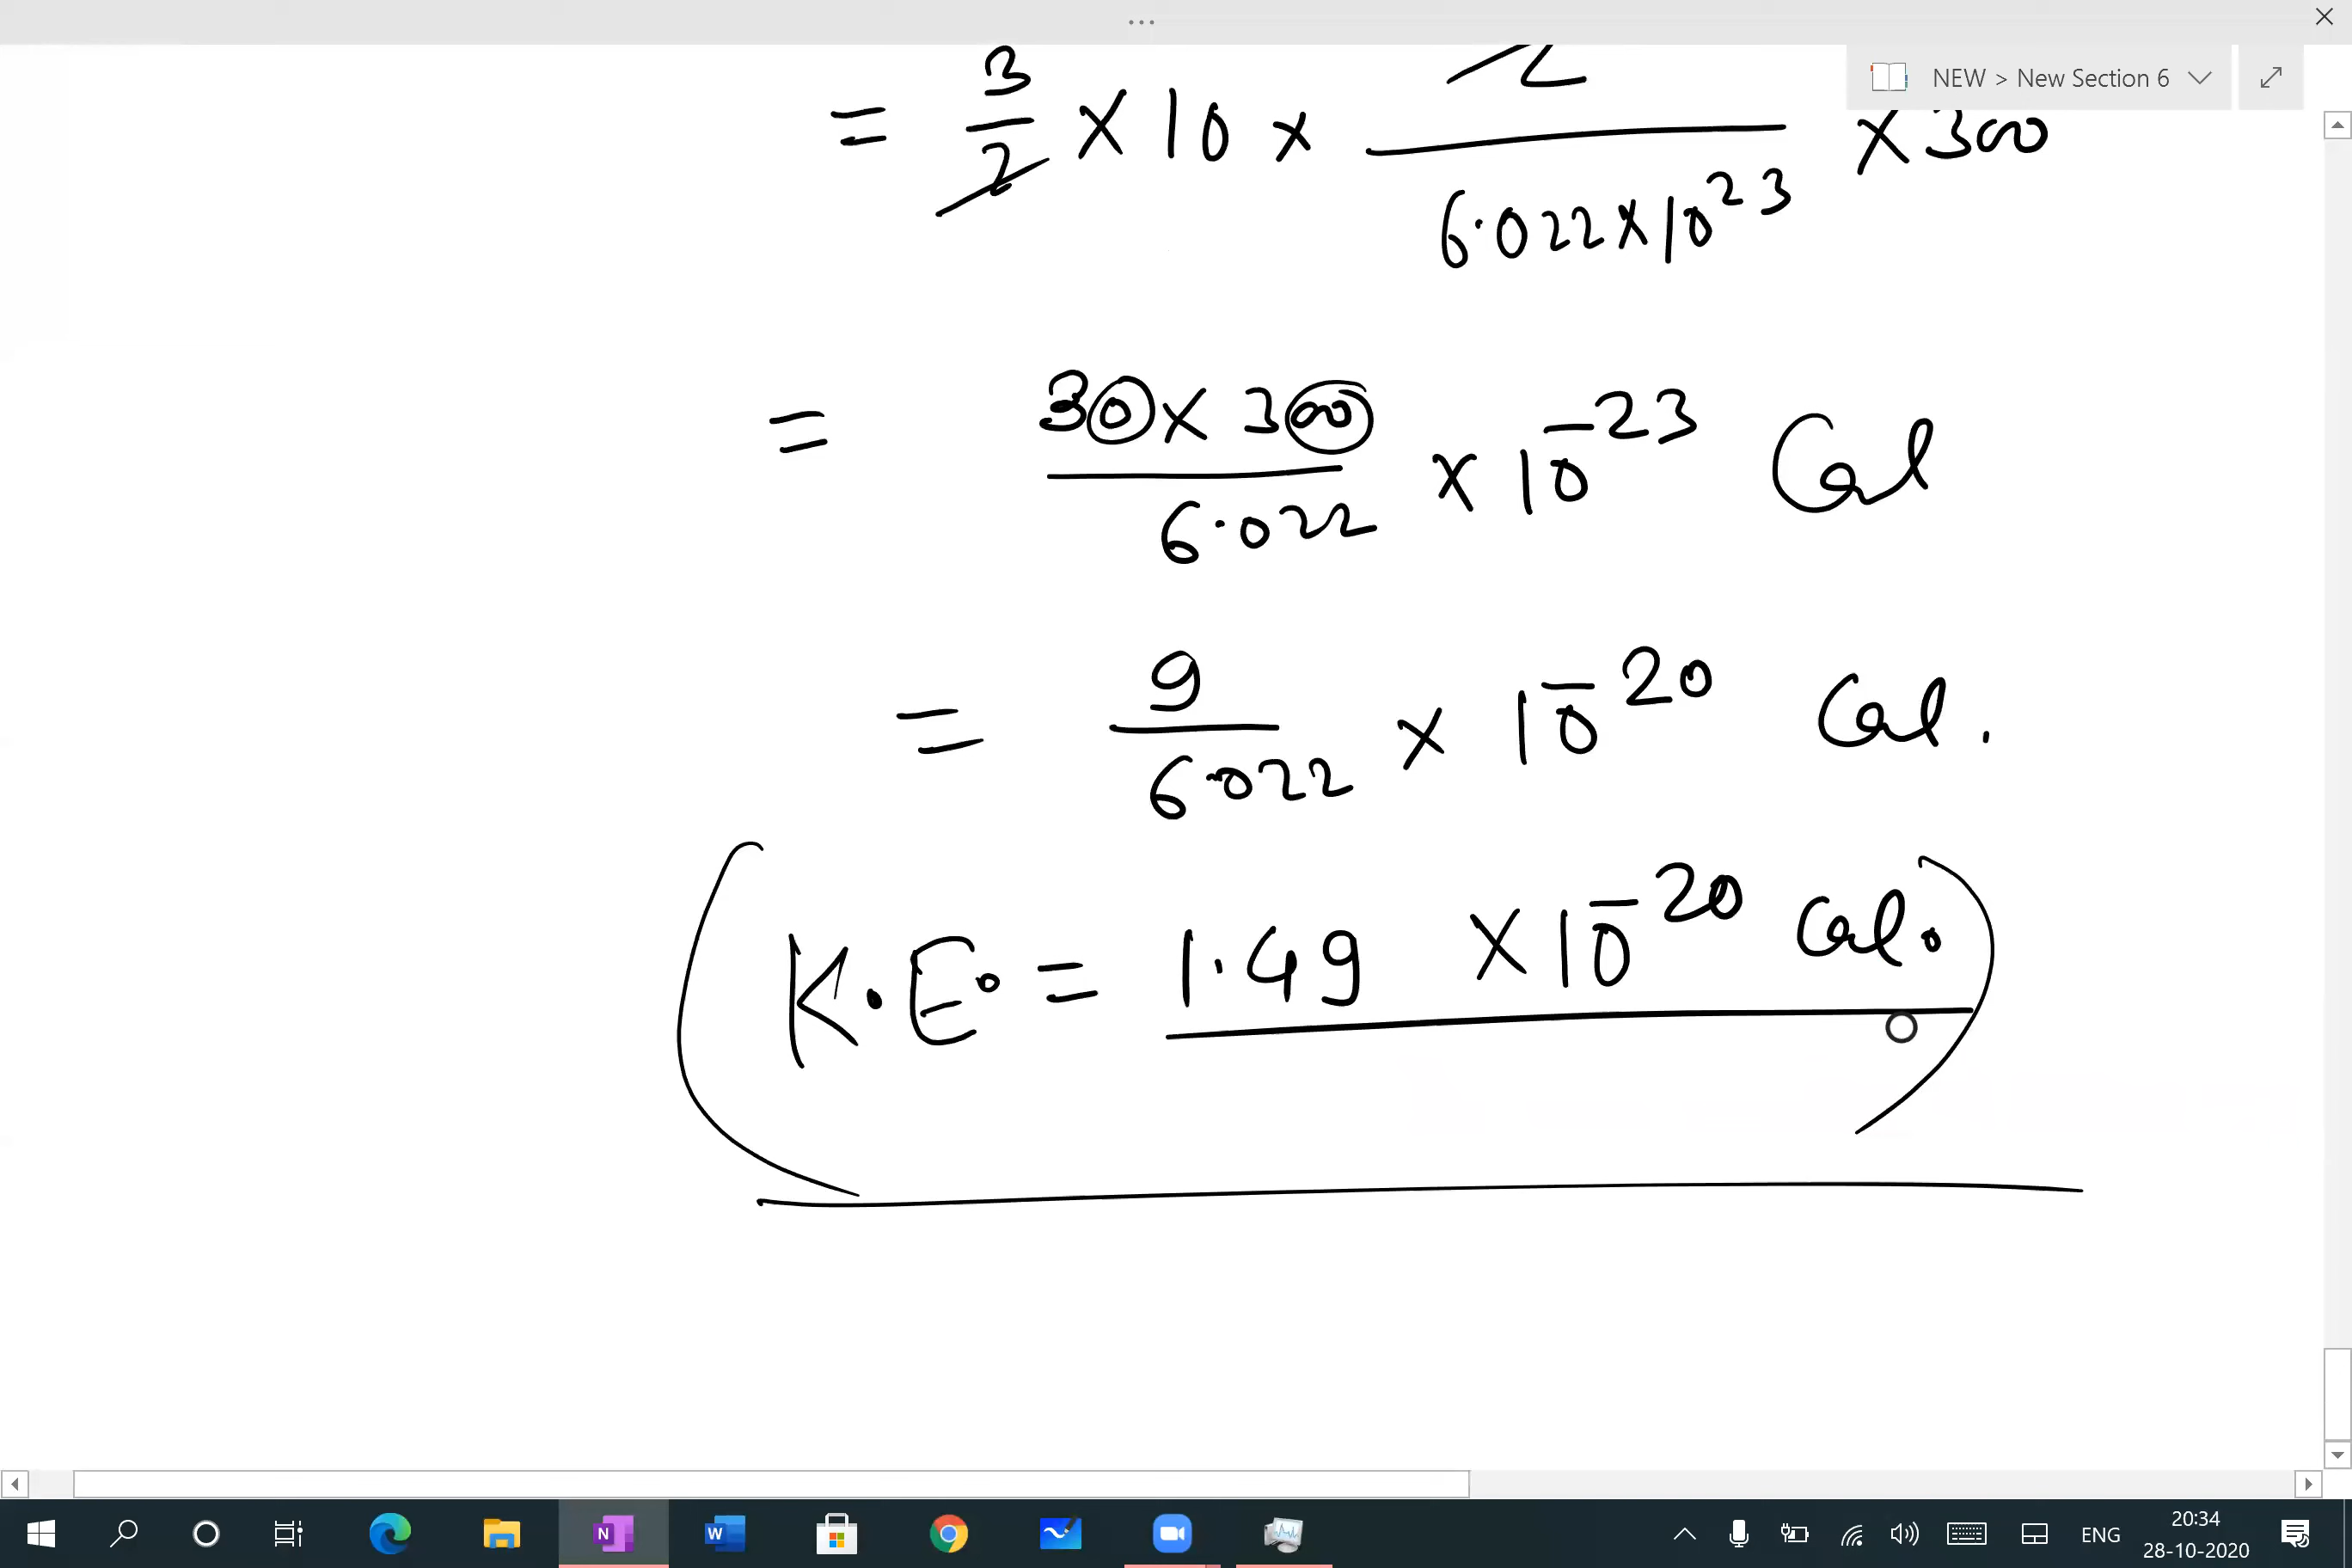 NEW > New Section 6
= 3/2 × 10 × 2/(6.022×10^23) × 300
= (30 × 300)/6.022 × 10^-23 Cal
= 9/6.022 × 10^-20 Cal.
K.E. = 1.49 × 10^-20 Cal.
ENG
20:34
28-10-2020